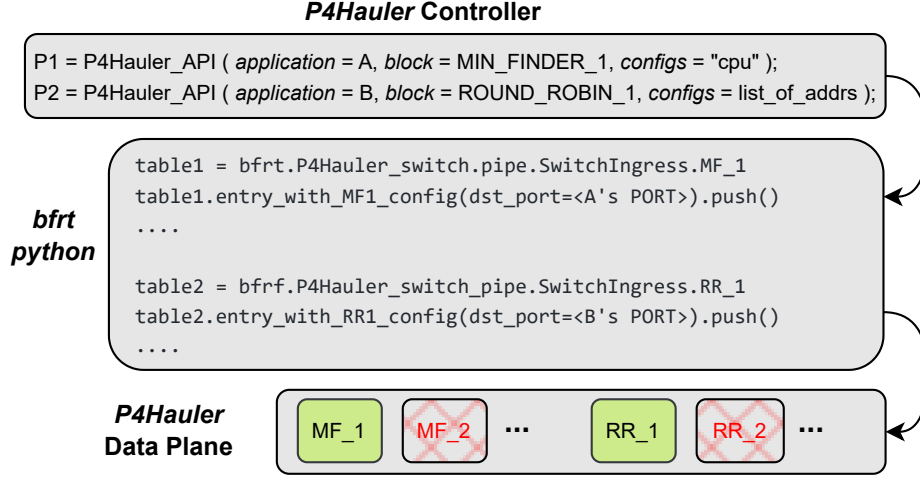 P4Hauler Controller
P1 = P4Hauler_API ( application = A, block = MIN_FINDER_1, configs = "cpu" );
P2 = P4Hauler_API ( application = B, block = ROUND_ROBIN_1, configs = list_of_addrs );
bfrt
python
table1 = bfrt.P4Hauler_switch.pipe.SwitchIngress.MF_1
table1.entry_with_MF1_config(dst_port=<A's PORT>).push()
....
table2 = bfrf.P4Hauler_switch_pipe.SwitchIngress.RR_1
table2.entry_with_RR1_config(dst_port=<B's PORT>).push()
....
P4Hauler
Data Plane
MF_1 MF_2 ... RR_1 RR_2 ...